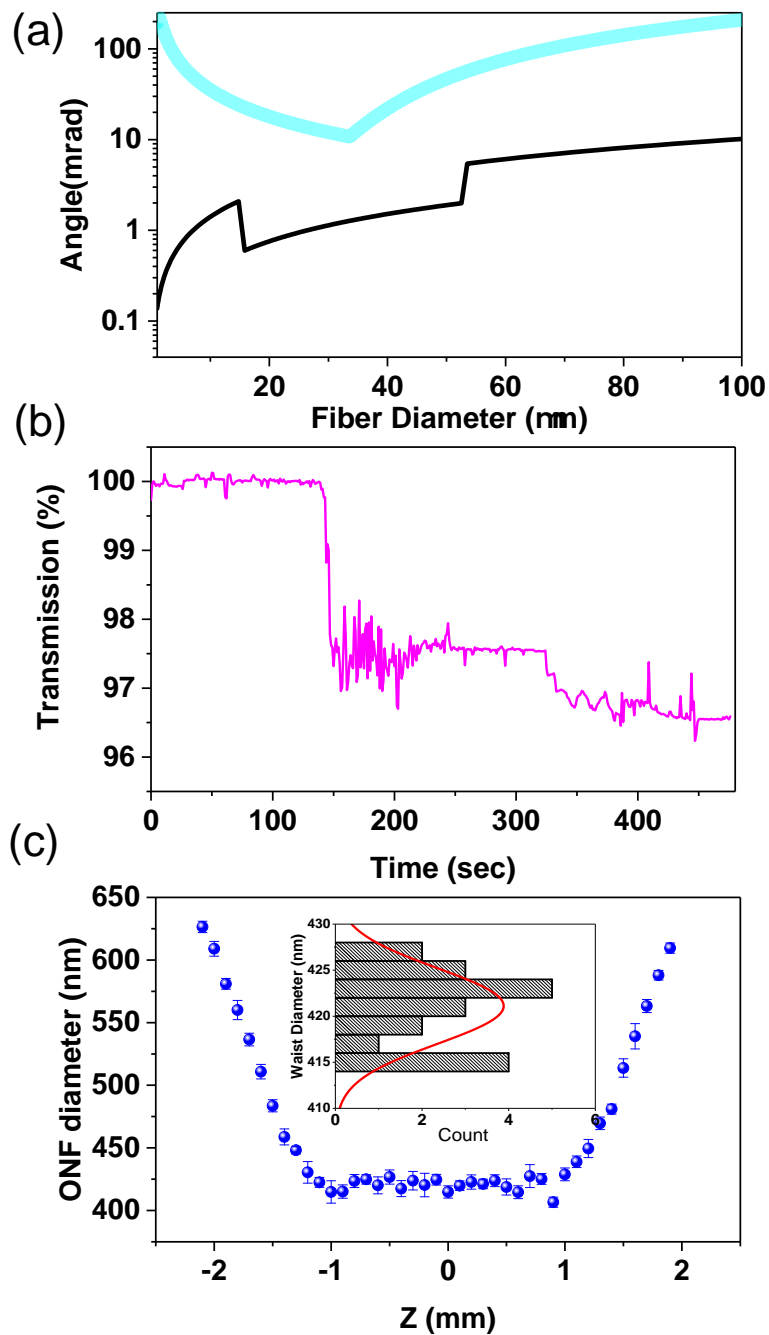 (a)
100
10
1
0.1
Angle(mrad)
20 40 60 80 100
Fiber Diameter (mm)
(b)
100
99
98
97
96
Transmission (%)
0 100 200 300 400
Time (sec)
(c)
650
600
550
500
450
400
ONF diameter (nm)
430
425
420
415
410
Waist Diameter (nm)
0 2 4 6
Count
-2 -1 0 1 2
Z (mm)